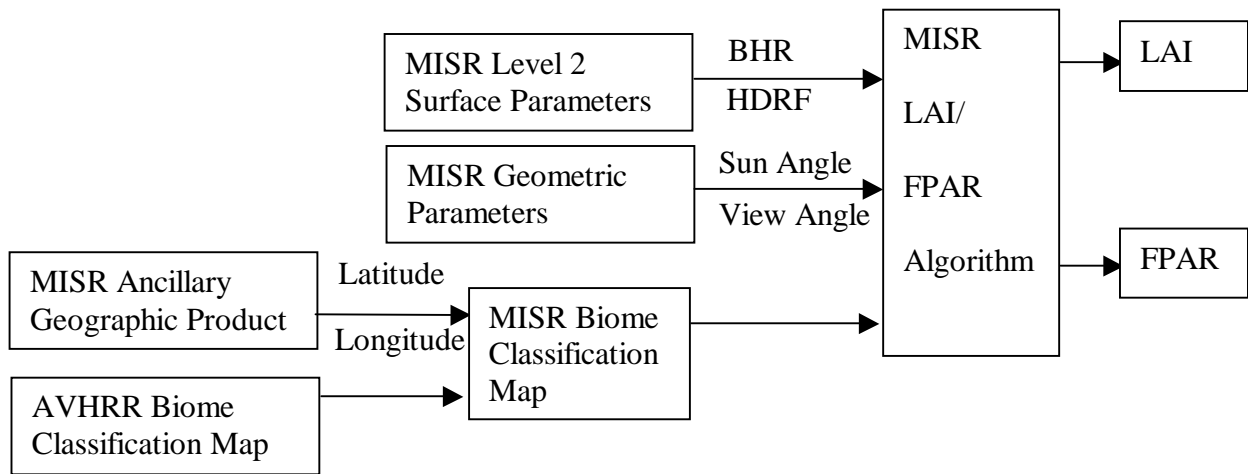 MISR Level 2
Surface Parameters
BHR
HDRF
MISR
LAI/
FPAR
Algorithm
LAI
MISR Geometric
Parameters
Sun Angle
View Angle
FPAR
MISR Ancillary
Geographic Product
Latitude
Longitude
MISR Biome
Classification
Map
AVHRR Biome
Classification Map